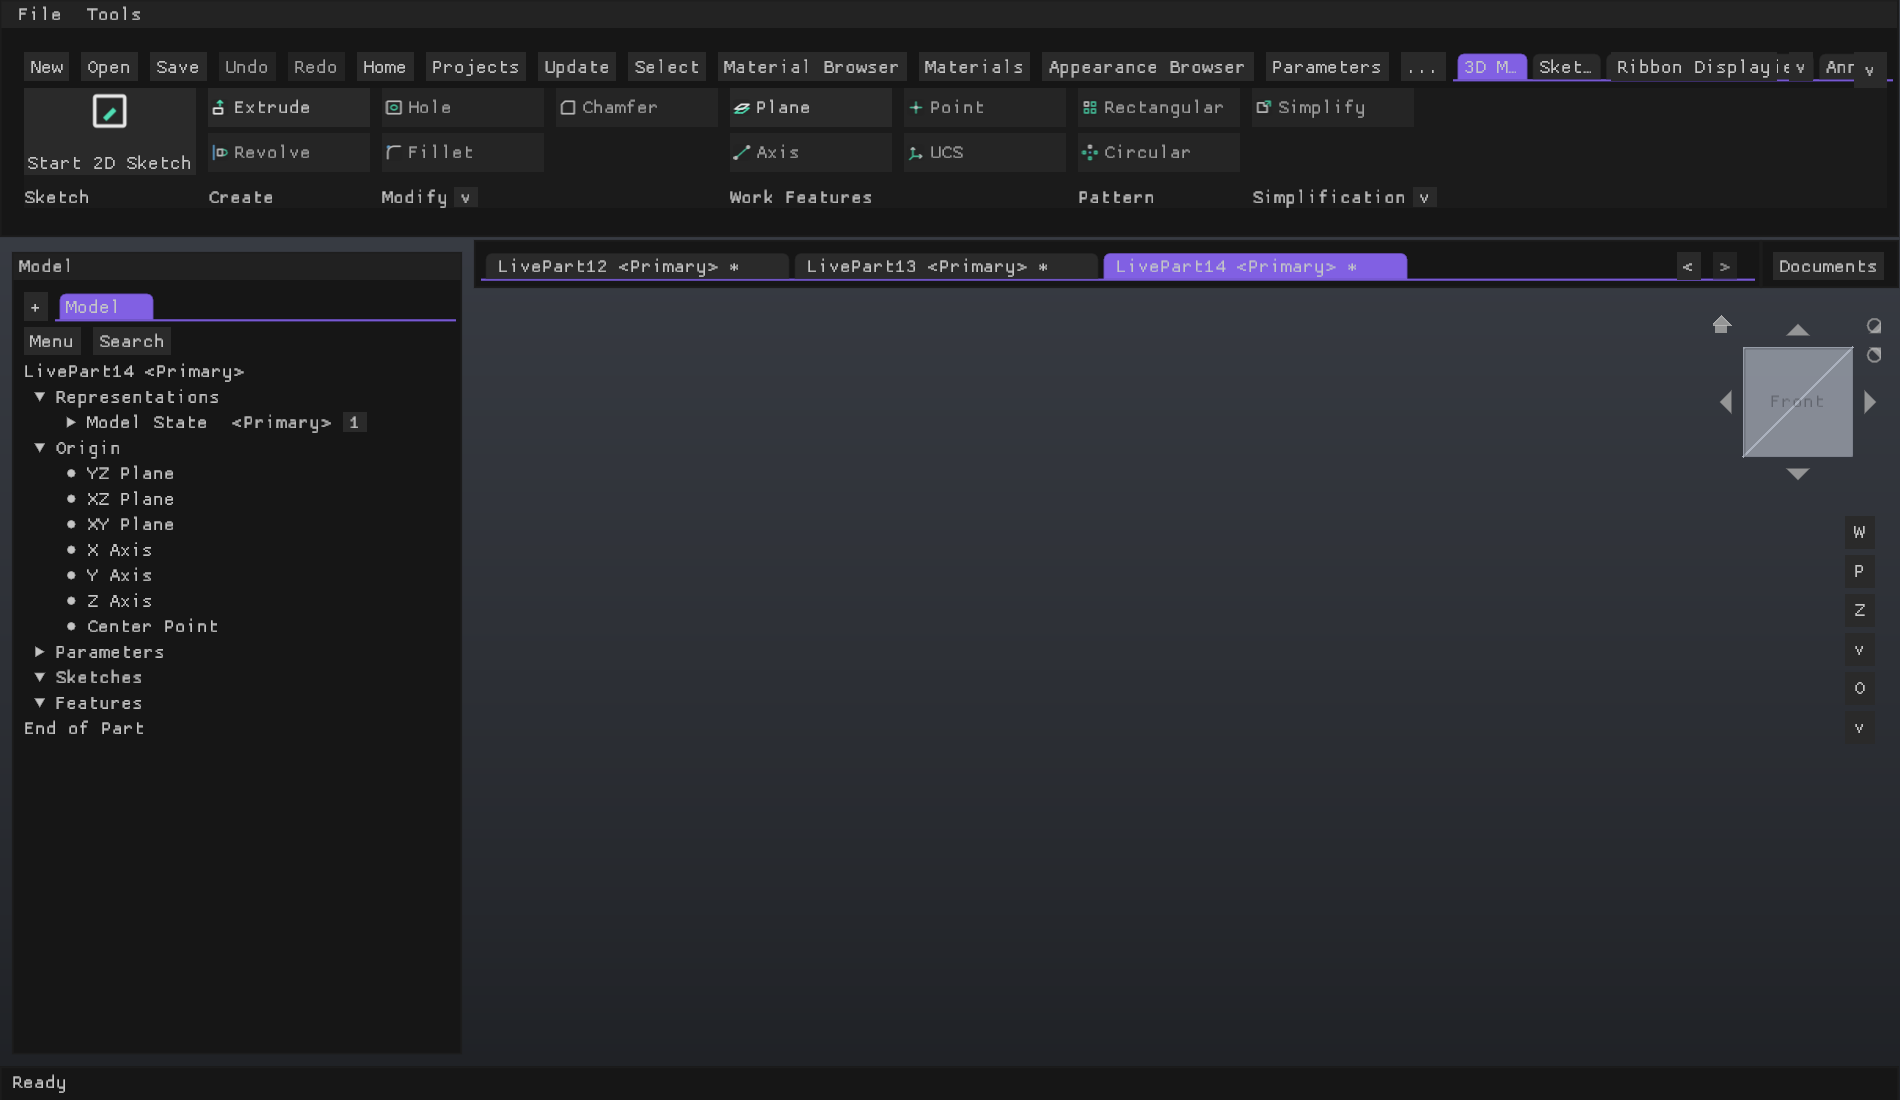 File Tools
New Open Save Undo Redo Home Projects Update Select Material Browser Materials Appearance Browser Parameters ... 3D M… Sket… Ribbon Display v v
Start 2D Sketch
Extrude Hole Chamfer Plane Point Rectangular Simplify
Revolve Fillet Axis UCS Circular
Sketch Create Modify v Work Features Pattern Simplification v
Model
LivePart12 <Primary> * LivePart13 <Primary> * LivePart14 <Primary> * < > Documents
+ Model
Menu Search
LivePart14 <Primary>
Representations
Model State <Primary> 1
Origin
YZ Plane
XZ Plane
XY Plane
X Axis
Y Axis
Z Axis
Center Point
Parameters
Sketches
Features
End of Part
Front
W
P
Z
v
O
v
Ready